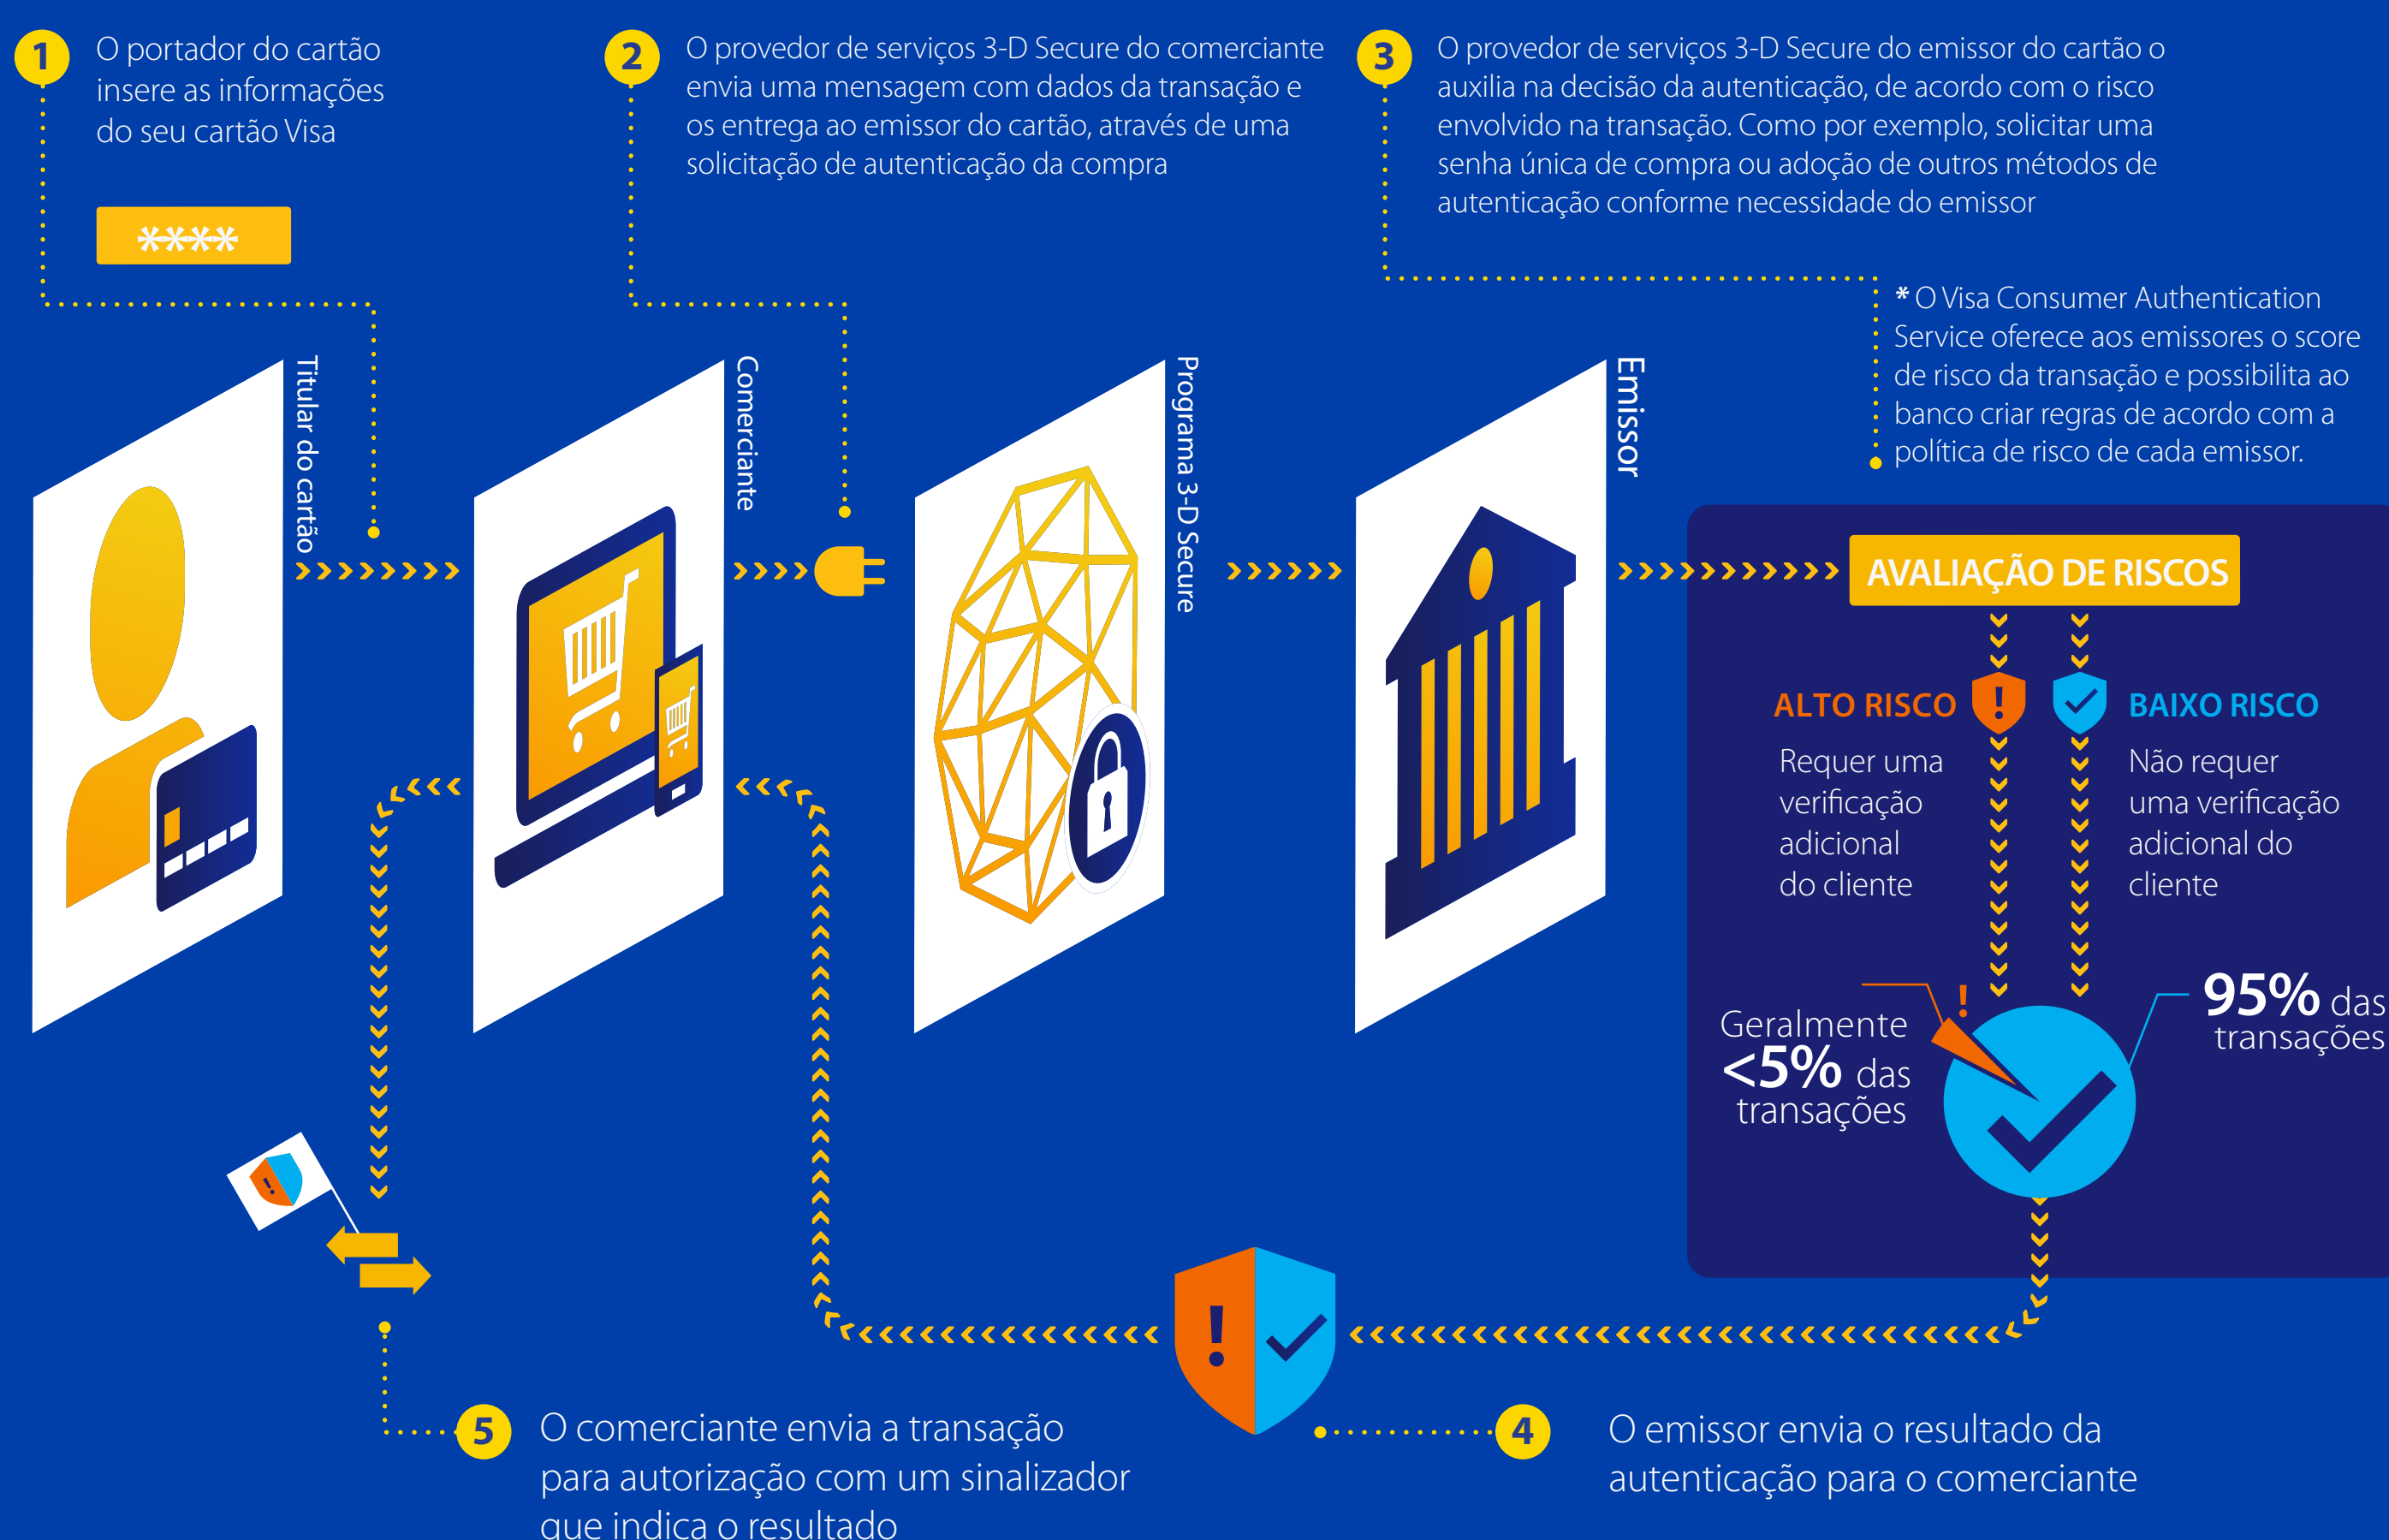 1
O portador do cartão
insere as informações
do seu cartão Visa
****
2
O provedor de serviços 3-D Secure do comerciante
envia uma mensagem com dados da transação e
os entrega ao emissor do cartão, através de uma
solicitação de autenticação da compra
3
O provedor de serviços 3-D Secure do emissor do cartão o
auxilia na decisão da autenticação, de acordo com o risco
envolvido na transação. Como por exemplo, solicitar uma
senha única de compra ou adoção de outros métodos de
autenticação conforme necessidade do emissor
* O Visa Consumer Authentication
Service oferece aos emissores o score
de risco da transação e possibilita ao
banco criar regras de acordo com a
política de risco de cada emissor.
Titular do cartão
Comerciante
Programa 3-D Secure
Emissor
AVALIAÇÃO DE RISCOS
ALTO RISCO
!
Requer uma
verificação
adicional
do cliente
BAIXO RISCO
Não requer
uma verificação
adicional do
cliente
!
Geralmente
<5% das
transações
95% das
transações
!
!
5
O comerciante envia a transação
para autorização com um sinalizador
que indica o resultado
4
O emissor envia o resultado da
autenticação para o comerciante